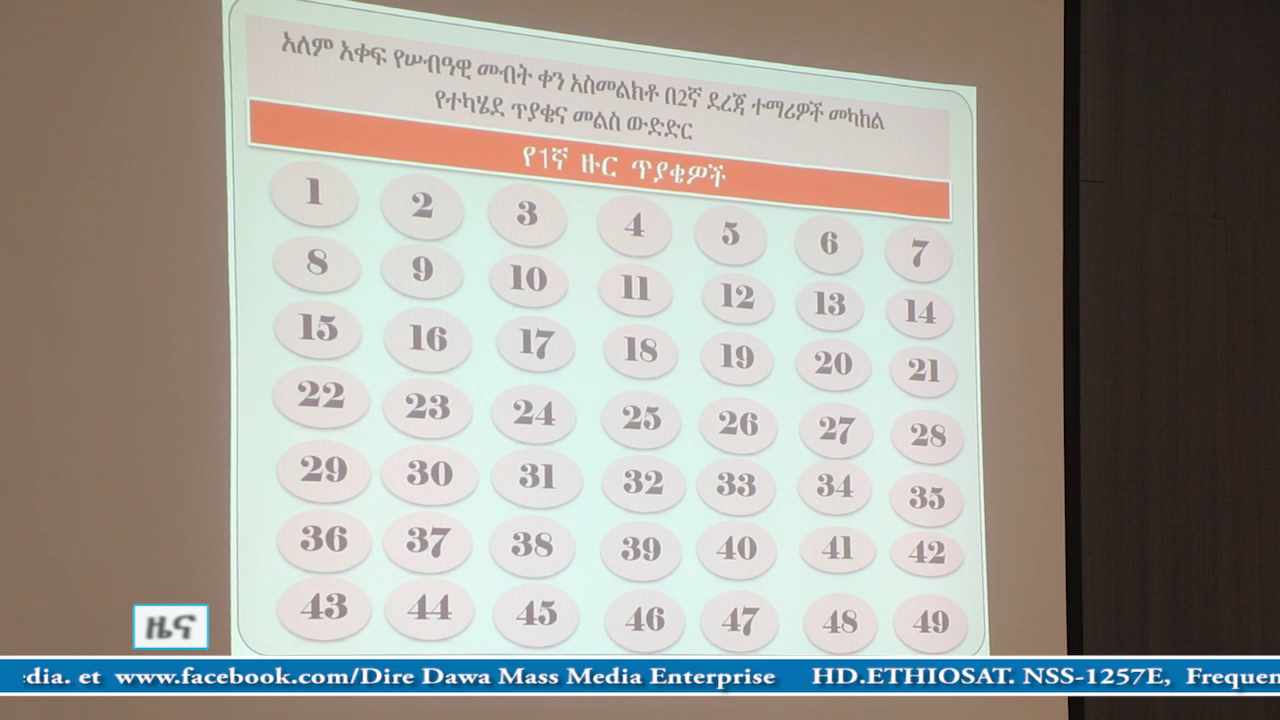 አለም አቀፍ የሠብዓዊ መብት ቀን አስመልክቶ በ2ኛ ደረጃ ተማሪዎች መካከል
የተካሄደ ጥያቄና መልስ ውድድር
የ1ኛ ዙር ጥያቄዎች
1 2 3 4 5 6 7
8 9 10 11 12 13 14
15 16 17 18 19 20 21
22 23 24 25 26 27 28
29 30 31 32 33 34 35
36 37 38 39 40 41 42
43 44 45 46 47 48 49
ዜና
dia. et www.facebook.com/Dire Dawa Mass Media Enterprise HD.ETHIOSAT. NSS-1257E, Frequen